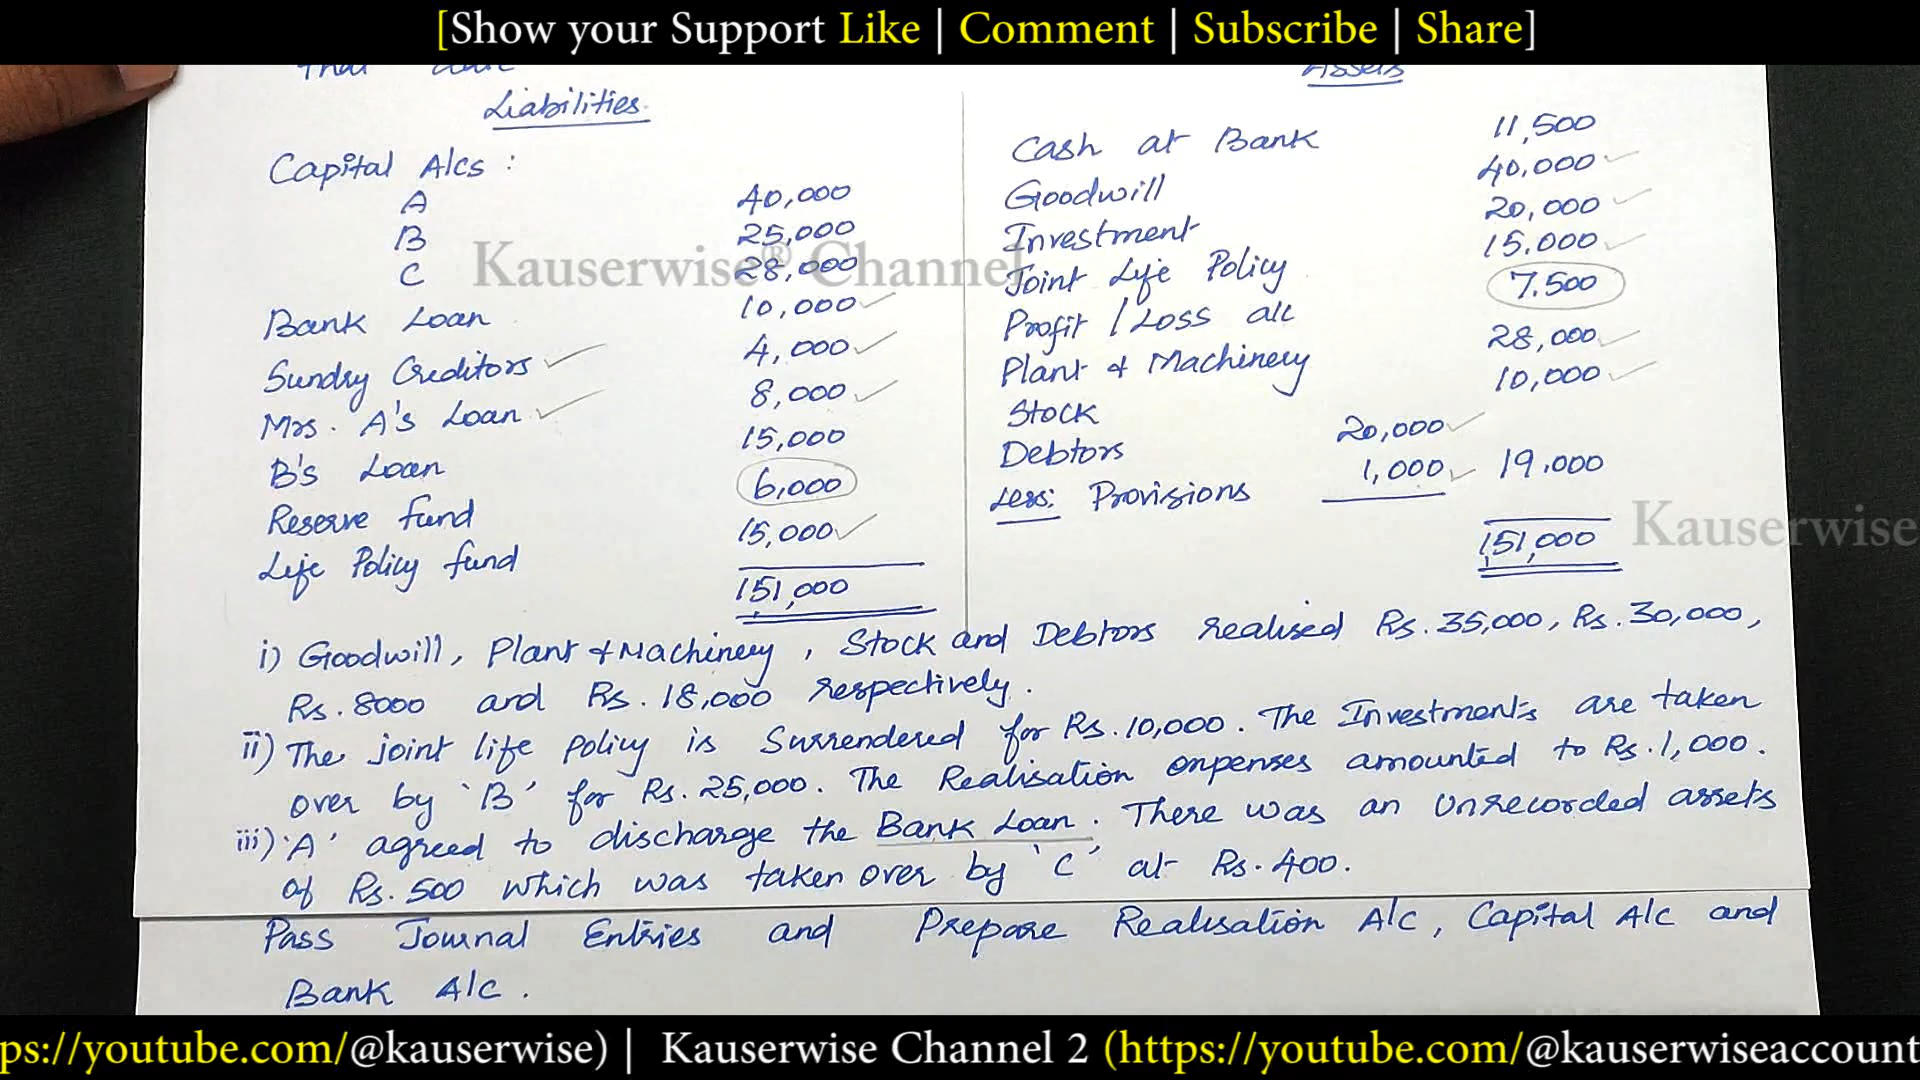 [Show your Support Like | Comment | Subscribe | Share]
that date
Assets
Liabilities
Capital A/cs :
A 40,000
B 25,000
C 28,000
Bank Loan 10,000
Sundry Creditors 4,000
Mrs. A's Loan 8,000
B's Loan 15,000
Reserve fund 6,000
Life Policy fund 15,000
151,000
Cash at Bank 11,500
Goodwill 40,000
Investment 20,000
Joint Life Policy 15.000
Profit / Loss a/c 7.500
Plant & Machinery 28,000
Stock 10,000
Debtors 20,000
Less: Provisions 1,000 19,000
151,000
Kauserwise® Channel
Kauserwise
i) Goodwill, Plant & Machinery, Stock and Debtors realised Rs. 35,000, Rs. 30,000,
Rs. 8000 and Rs. 18,000 respectively.
ii) The joint life policy is Surrendered for Rs. 10,000. The Investments are taken
over by 'B' for Rs. 25,000. The Realisation expenses amounted to Rs. 1,000.
iii) 'A' agreed to discharge the Bank Loan. There was an unrecorded assets
of Rs. 500 which was taken over by 'C' at Rs. 400.
Pass Journal Entries and Prepare Realisation A/c, Capital A/c and
Bank A/c.
ps://youtube.com/@kauserwise) | Kauserwise Channel 2 (https://youtube.com/@kauserwiseaccount